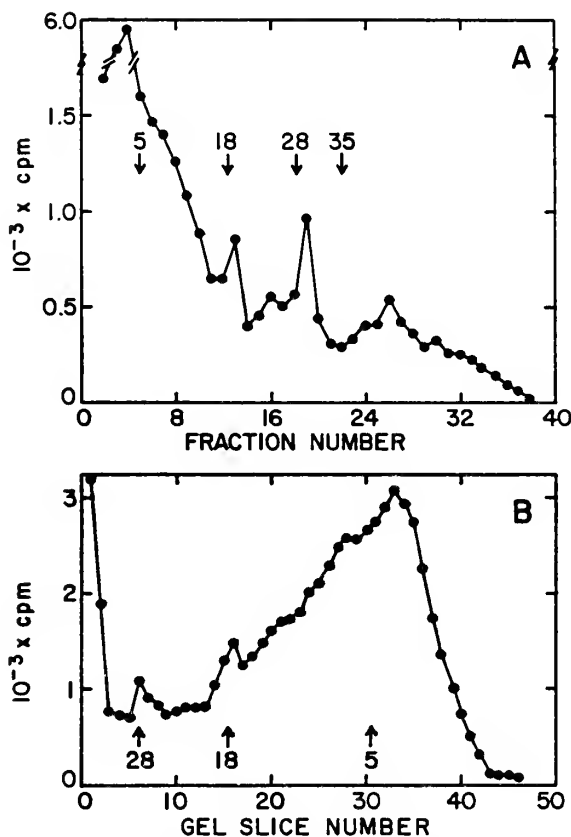 6.0
A
1.5
5 18 28 35
1.0
0.5
0
10⁻³ x cpm
0 8 16 24 32 40
FRACTION NUMBER
3
B
2
1
0
10⁻³ x cpm
28 18 5
0 10 20 30 40 50
GEL SLICE NUMBER